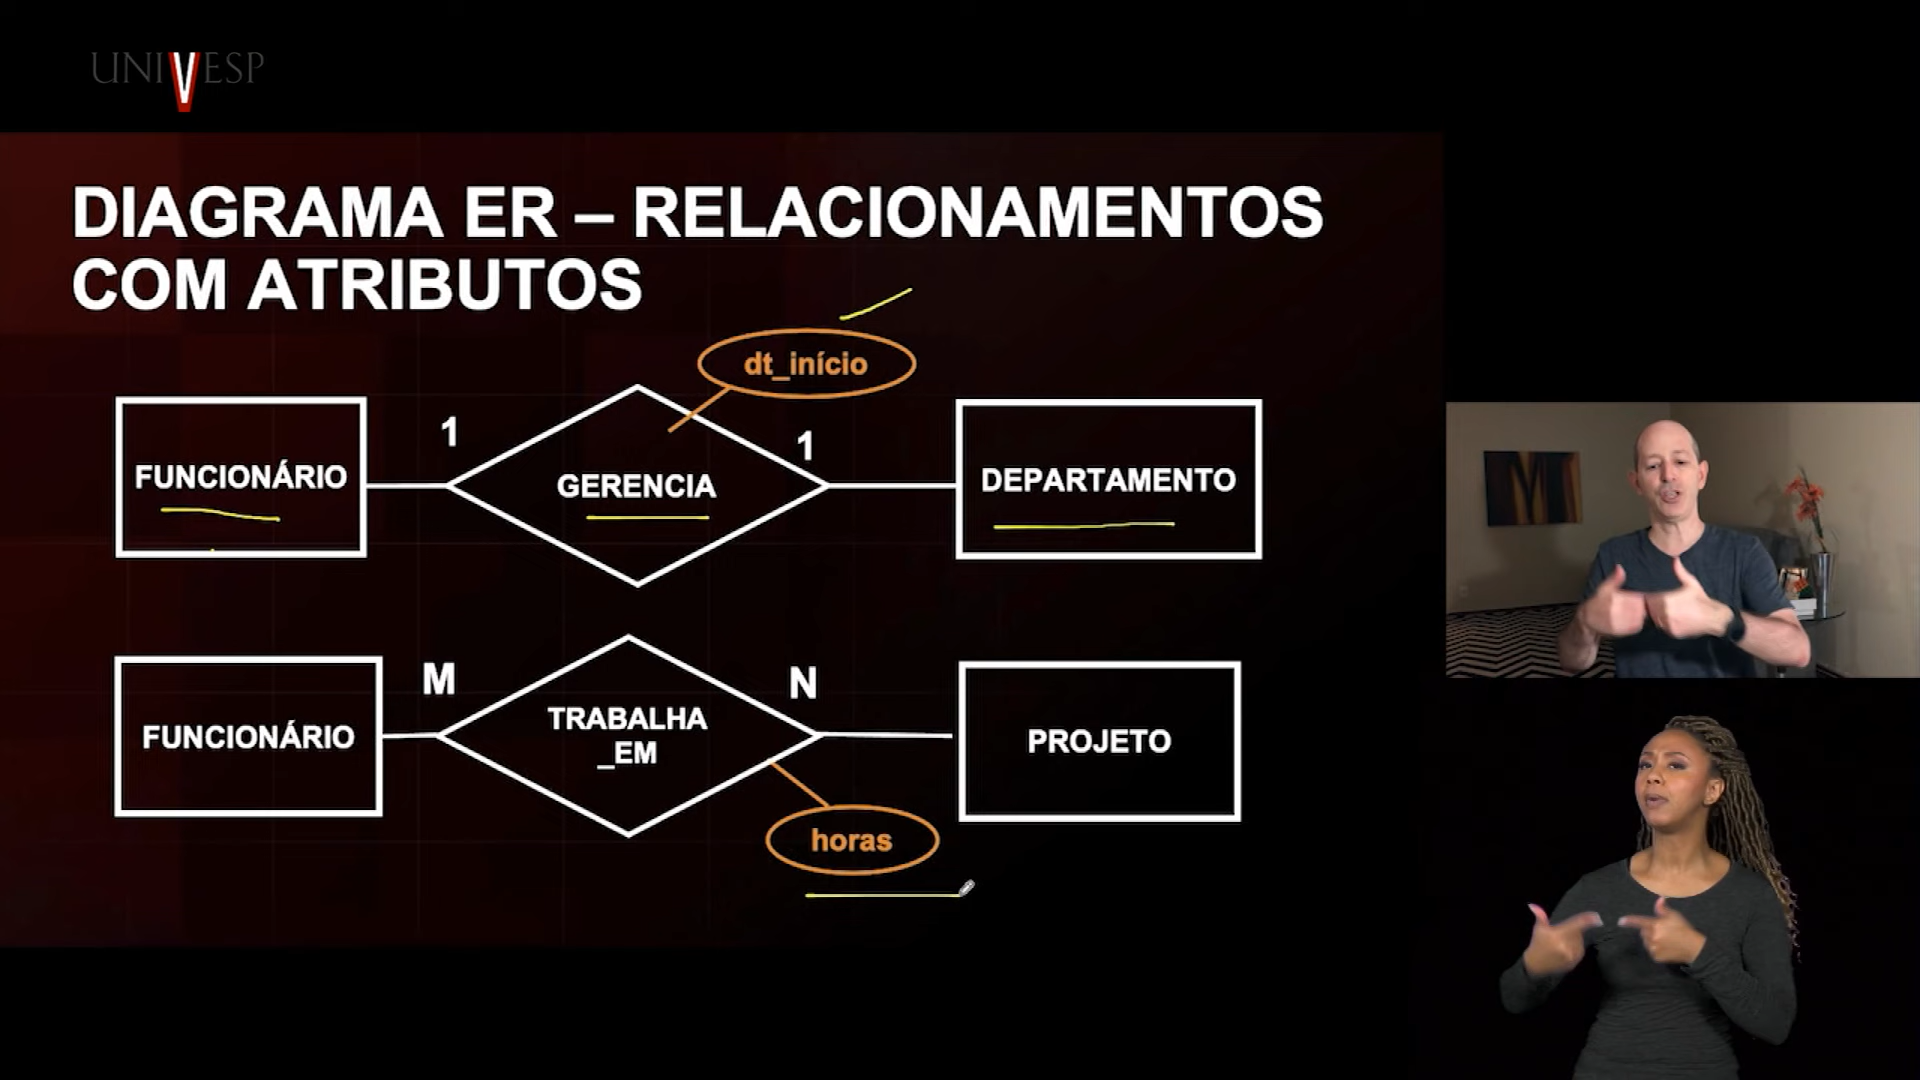 UNIVESP
DIAGRAMA ER – RELACIONAMENTOS
COM ATRIBUTOS
dt_início
FUNCIONÁRIO
1
GERENCIA
1
DEPARTAMENTO
FUNCIONÁRIO
M
TRABALHA
_EM
N
PROJETO
horas